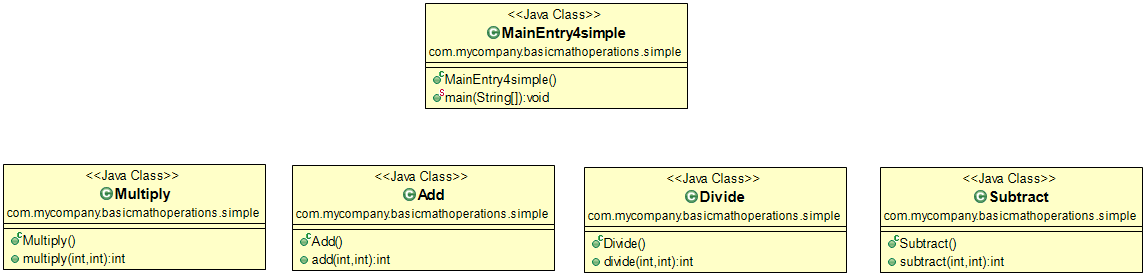 <<Java Class>>
MainEntry4simple
com.mycompany.basicmathoperations.simple
MainEntry4simple()
main(String[]):void
<<Java Class>>
Multiply
com.mycompany.basicmathoperations.simple
Multiply()
multiply(int,int):int
<<Java Class>>
Add
com.mycompany.basicmathoperations.simple
Add()
add(int,int):int
<<Java Class>>
Divide
com.mycompany.basicmathoperations.simple
Divide()
divide(int,int):int
<<Java Class>>
Subtract
com.mycompany.basicmathoperations.simple
Subtract()
subtract(int,int):int